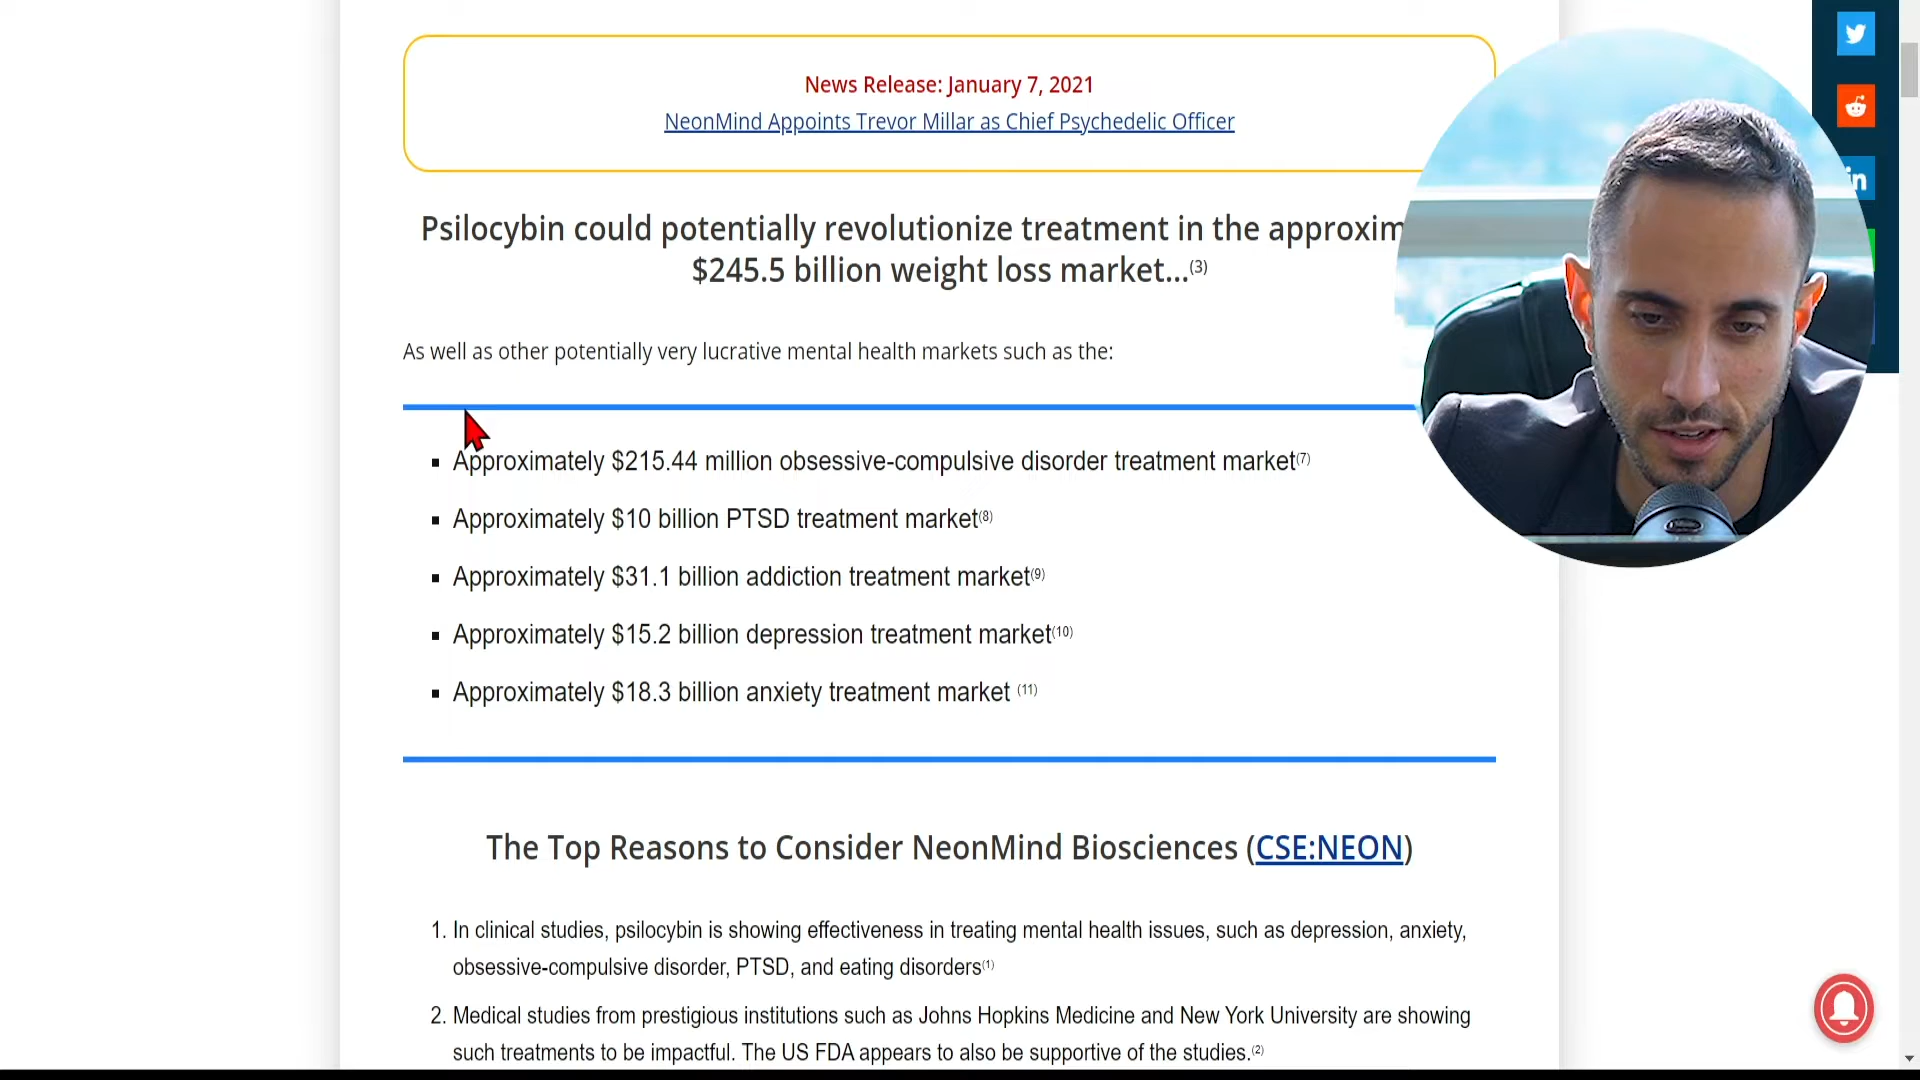 News Release: January 7, 2021
NeonMind Appoints Trevor Millar as Chief Psychedelic Officer
Psilocybin could potentially revolutionize treatment in the approxim
$245.5 billion weight loss market...(3)
As well as other potentially very lucrative mental health markets such as the:
▪ Approximately $215.44 million obsessive-compulsive disorder treatment market(7)
▪ Approximately $10 billion PTSD treatment market(8)
▪ Approximately $31.1 billion addiction treatment market(9)
▪ Approximately $15.2 billion depression treatment market(10)
▪ Approximately $18.3 billion anxiety treatment market (11)
The Top Reasons to Consider NeonMind Biosciences (CSE:NEON)
1. In clinical studies, psilocybin is showing effectiveness in treating mental health issues, such as depression, anxiety,
obsessive-compulsive disorder, PTSD, and eating disorders(1)
2. Medical studies from prestigious institutions such as Johns Hopkins Medicine and New York University are showing
such treatments to be impactful. The US FDA appears to also be supportive of the studies.(2)
in